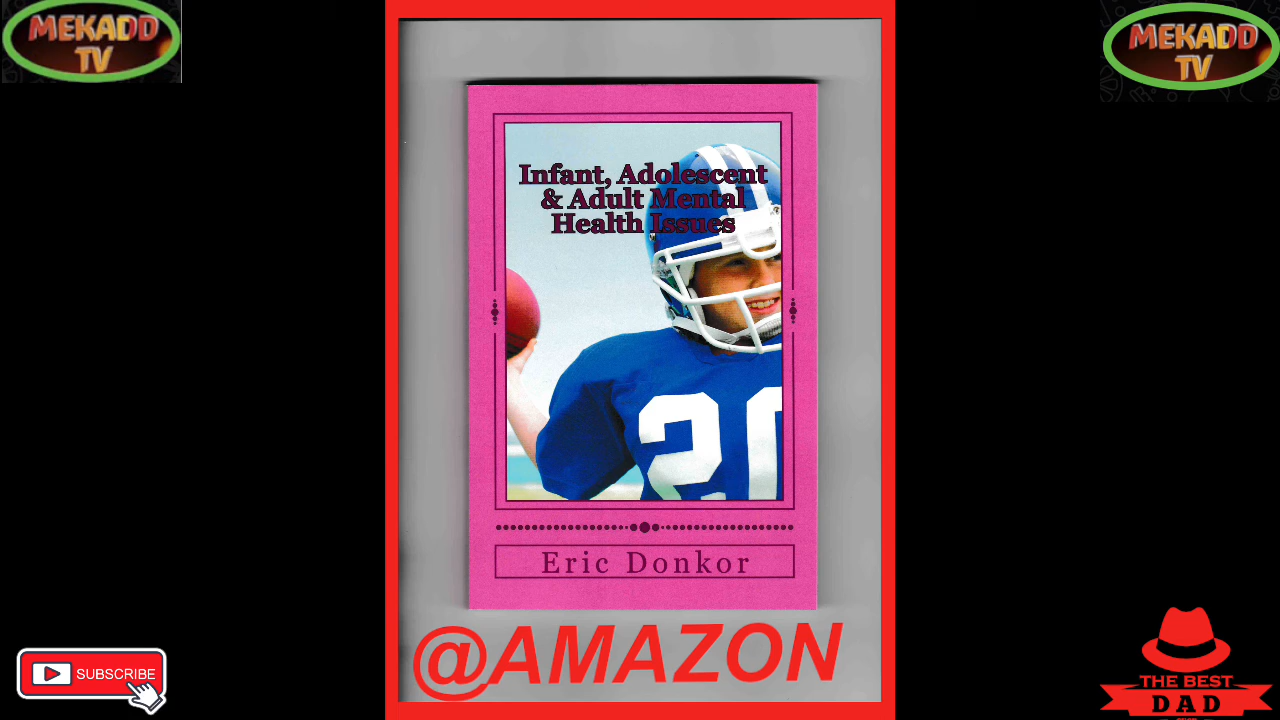 MEKADD
TV
MEKADD
TV
Infant, Adolescent
& Adult Mental
Health Issues
20
Eric Donkor
@AMAZON
SUBSCRIBE
THE BEST
DAD